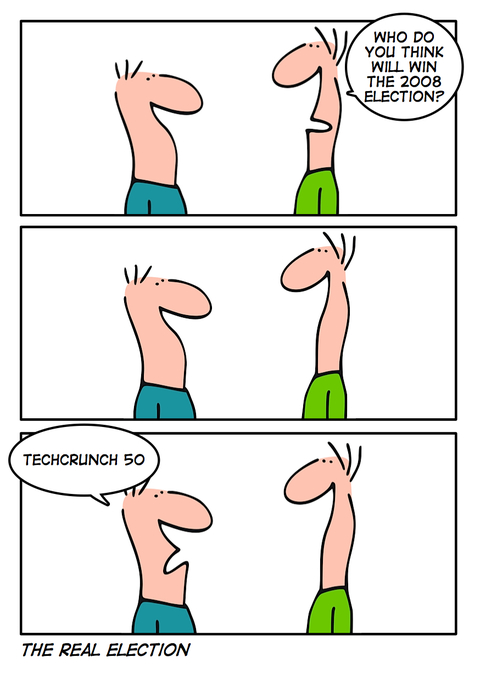 WHO DO
YOU THINK
WILL WIN
THE 2008
ELECTION?
TECHCRUNCH 50
THE REAL ELECTION